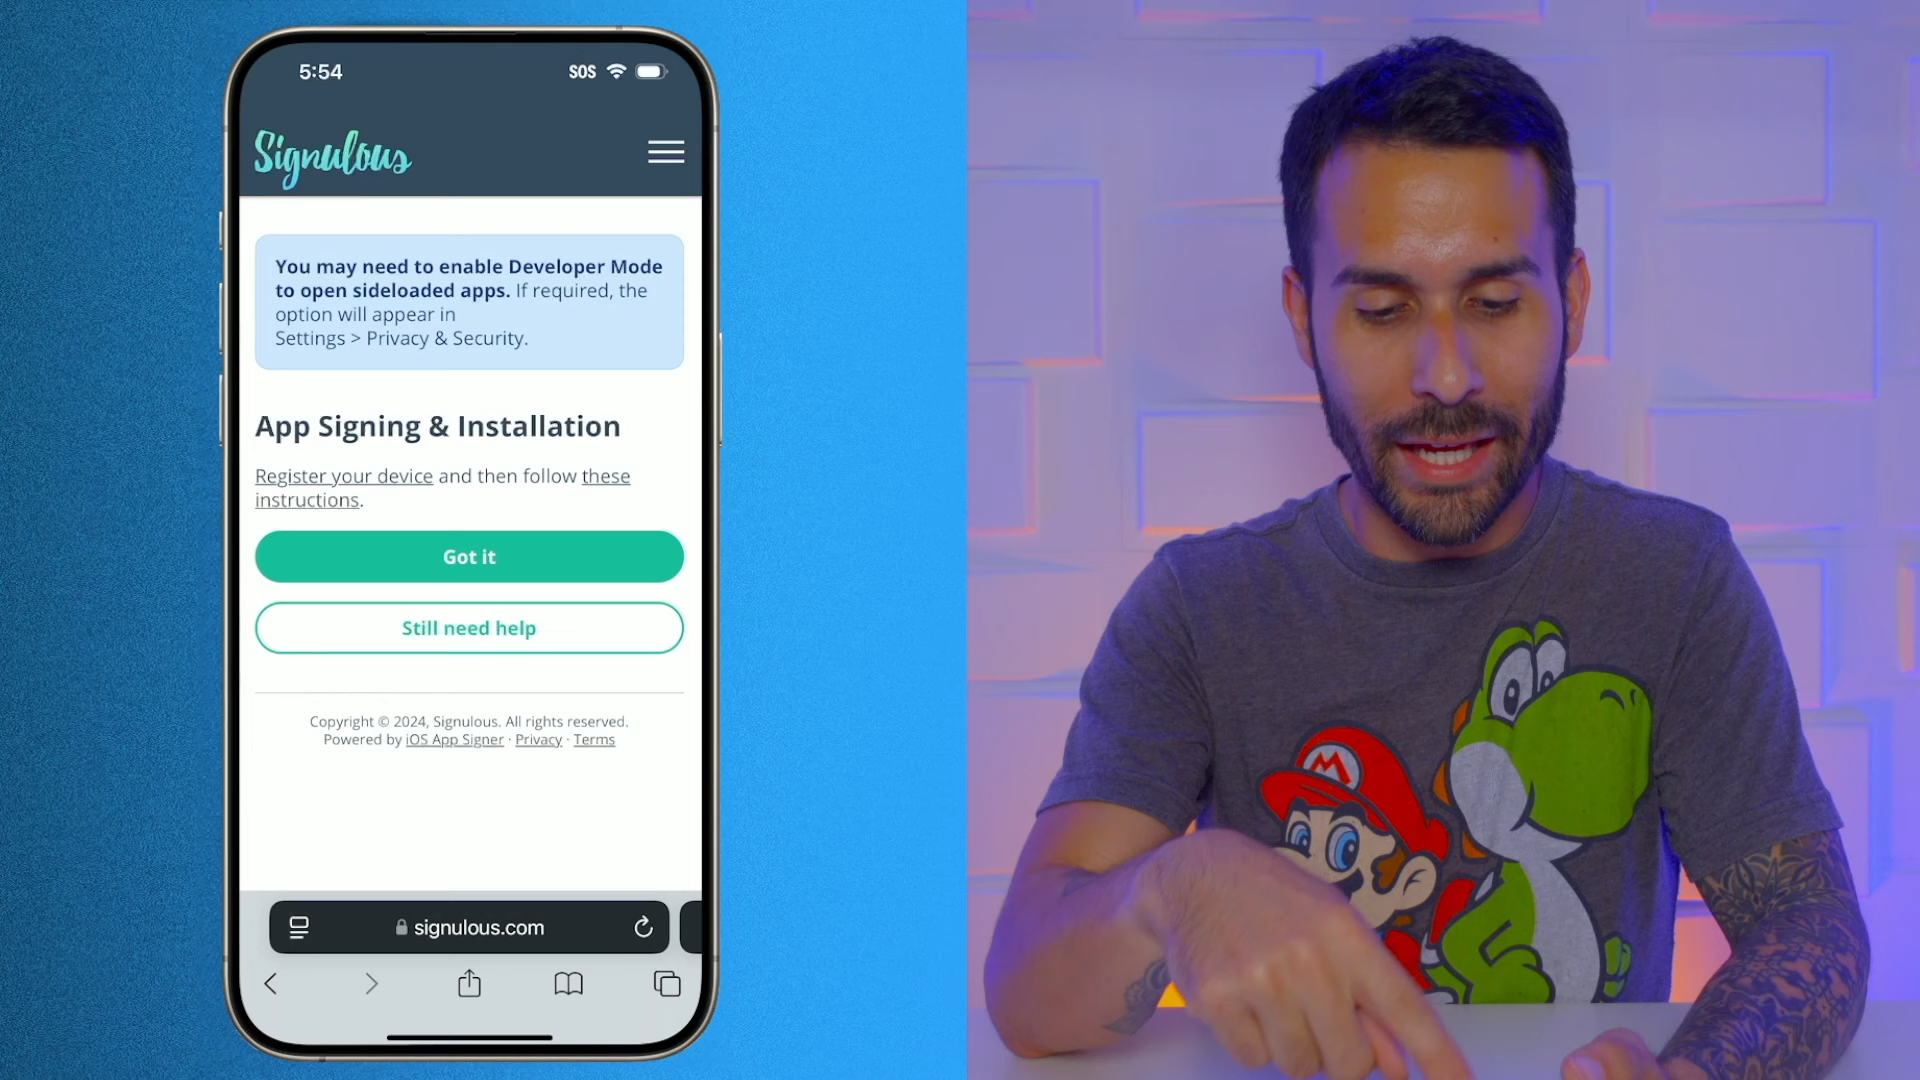 5:54
SOS
Signulous
You may need to enable Developer Mode
to open sideloaded apps. If required, the
option will appear in
Settings > Privacy & Security.
App Signing & Installation
Register your device and then follow these
instructions.
Got it
Still need help
Copyright © 2024, Signulous. All rights reserved.
Powered by iOS App Signer · Privacy · Terms
signulous.com
M